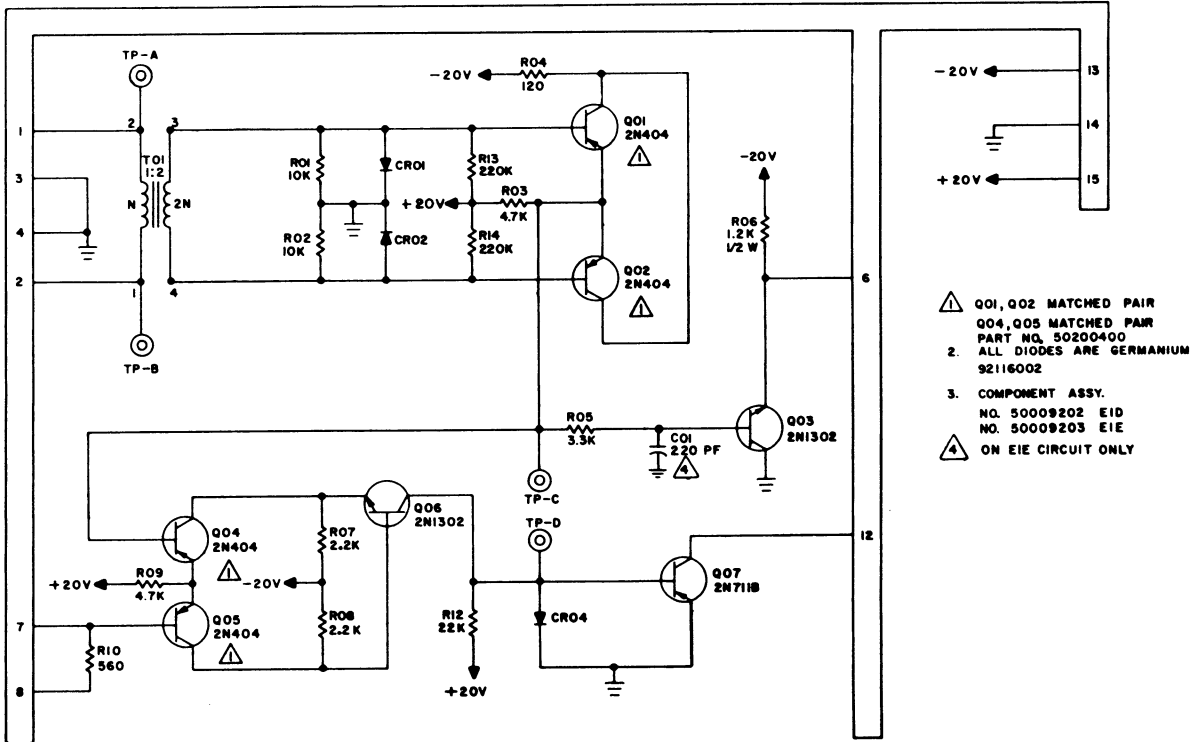 TP-A
2
3
1
T01
1:2
N
2N
3
4
2
1
4
TP-B
R01
10K
R02
10K
CR01
CR02
+20V
R13
220K
R03
4.7K
R14
220K
-20V
R04
120
Q01
2N404
1
Q02
2N404
1
-20V
R06
1.2K
1/2 W
6
-20V
13
14
+20V
15
1 Q01, Q02 MATCHED PAIR
Q04, Q05 MATCHED PAIR
PART NO. 50200400
2. ALL DIODES ARE GERMANIUM
92116002
3. COMPONENT ASSY.
NO. 50009202 EID
NO. 50009203 EIE
4 ON EIE CIRCUIT ONLY
R05
3.3K
C01
220 PF
4
Q03
2N1302
TP-C
Q04
2N404
1
+20V
R09
4.7K
Q05
2N404
1
7
R10
560
8
R07
2.2K
-20V
R08
2.2K
Q06
2N1302
TP-D
R12
22K
+20V
CR04
Q07
2N711B
12